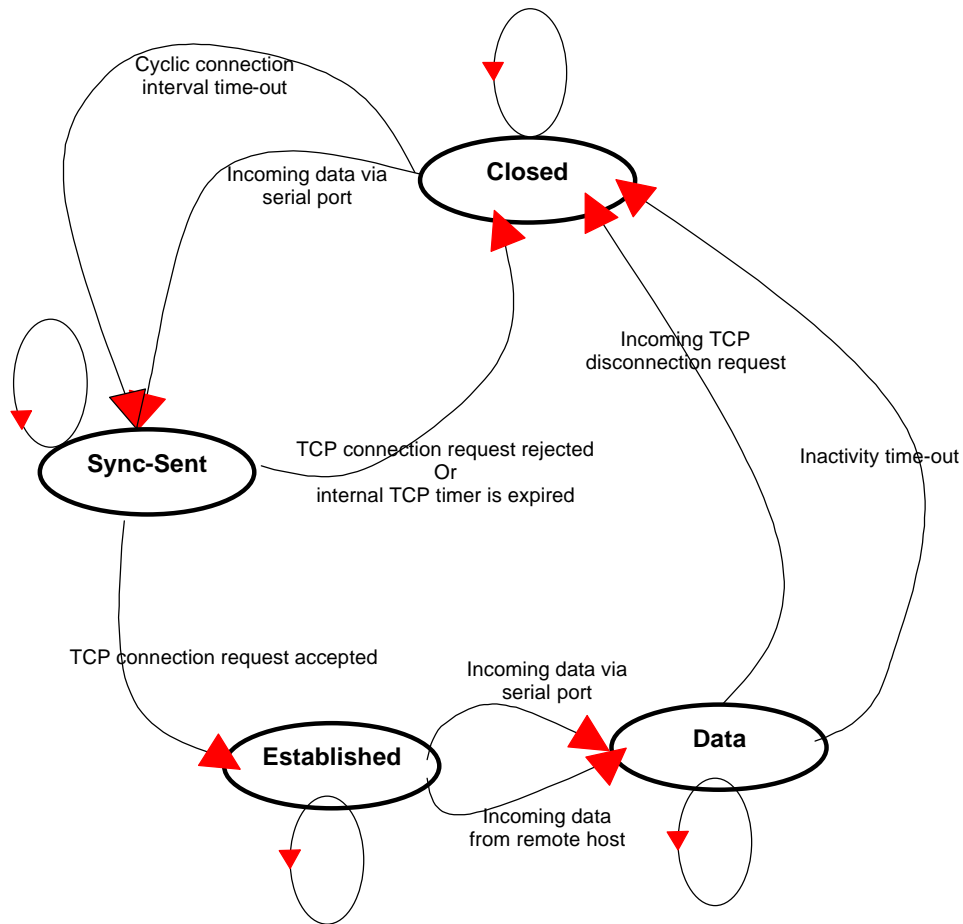 Cyclic connection
interval time-out
Closed
Incoming data via
serial port
Incoming TCP
disconnection request
TCP connection request rejected
Or
internal TCP timer is expired
Inactivity time-out
Sync-Sent
TCP connection request accepted
Incoming data via
serial port
Established
Data
Incoming data
from remote host